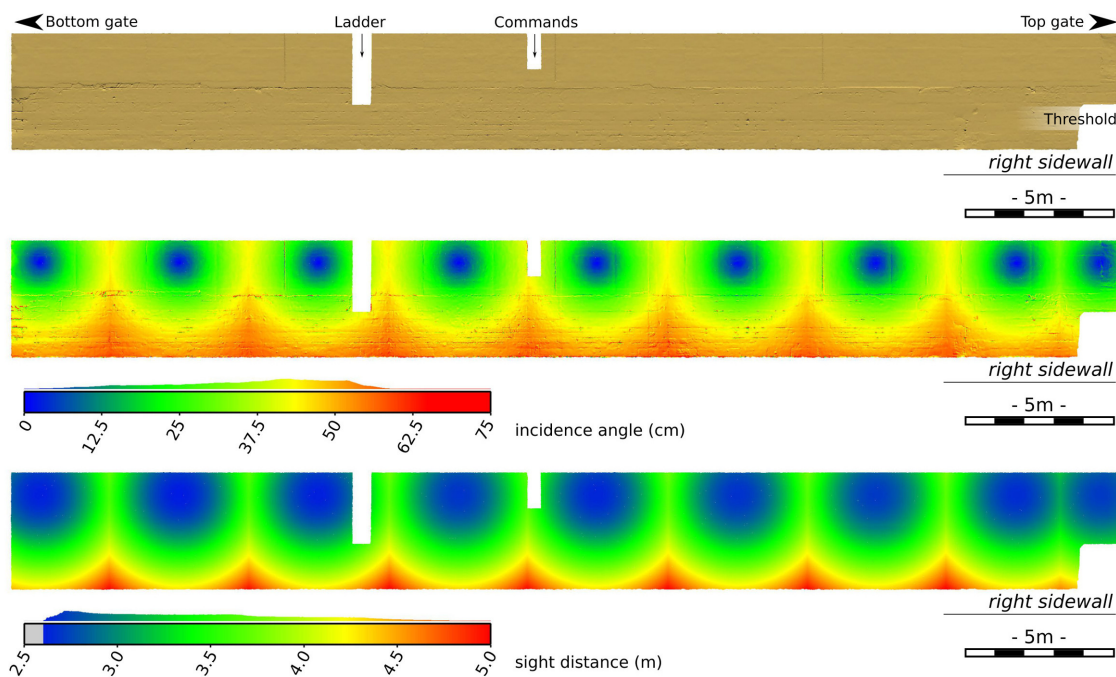 Bottom gate Ladder Commands Top gate
Threshold
right sidewall
- 5m -
right sidewall
- 5m -
0 12.5 25 37.5 50 62.5 75
incidence angle (cm)
right sidewall
- 5m -
2.5 3.0 3.5 4.0 4.5 5.0
sight distance (m)